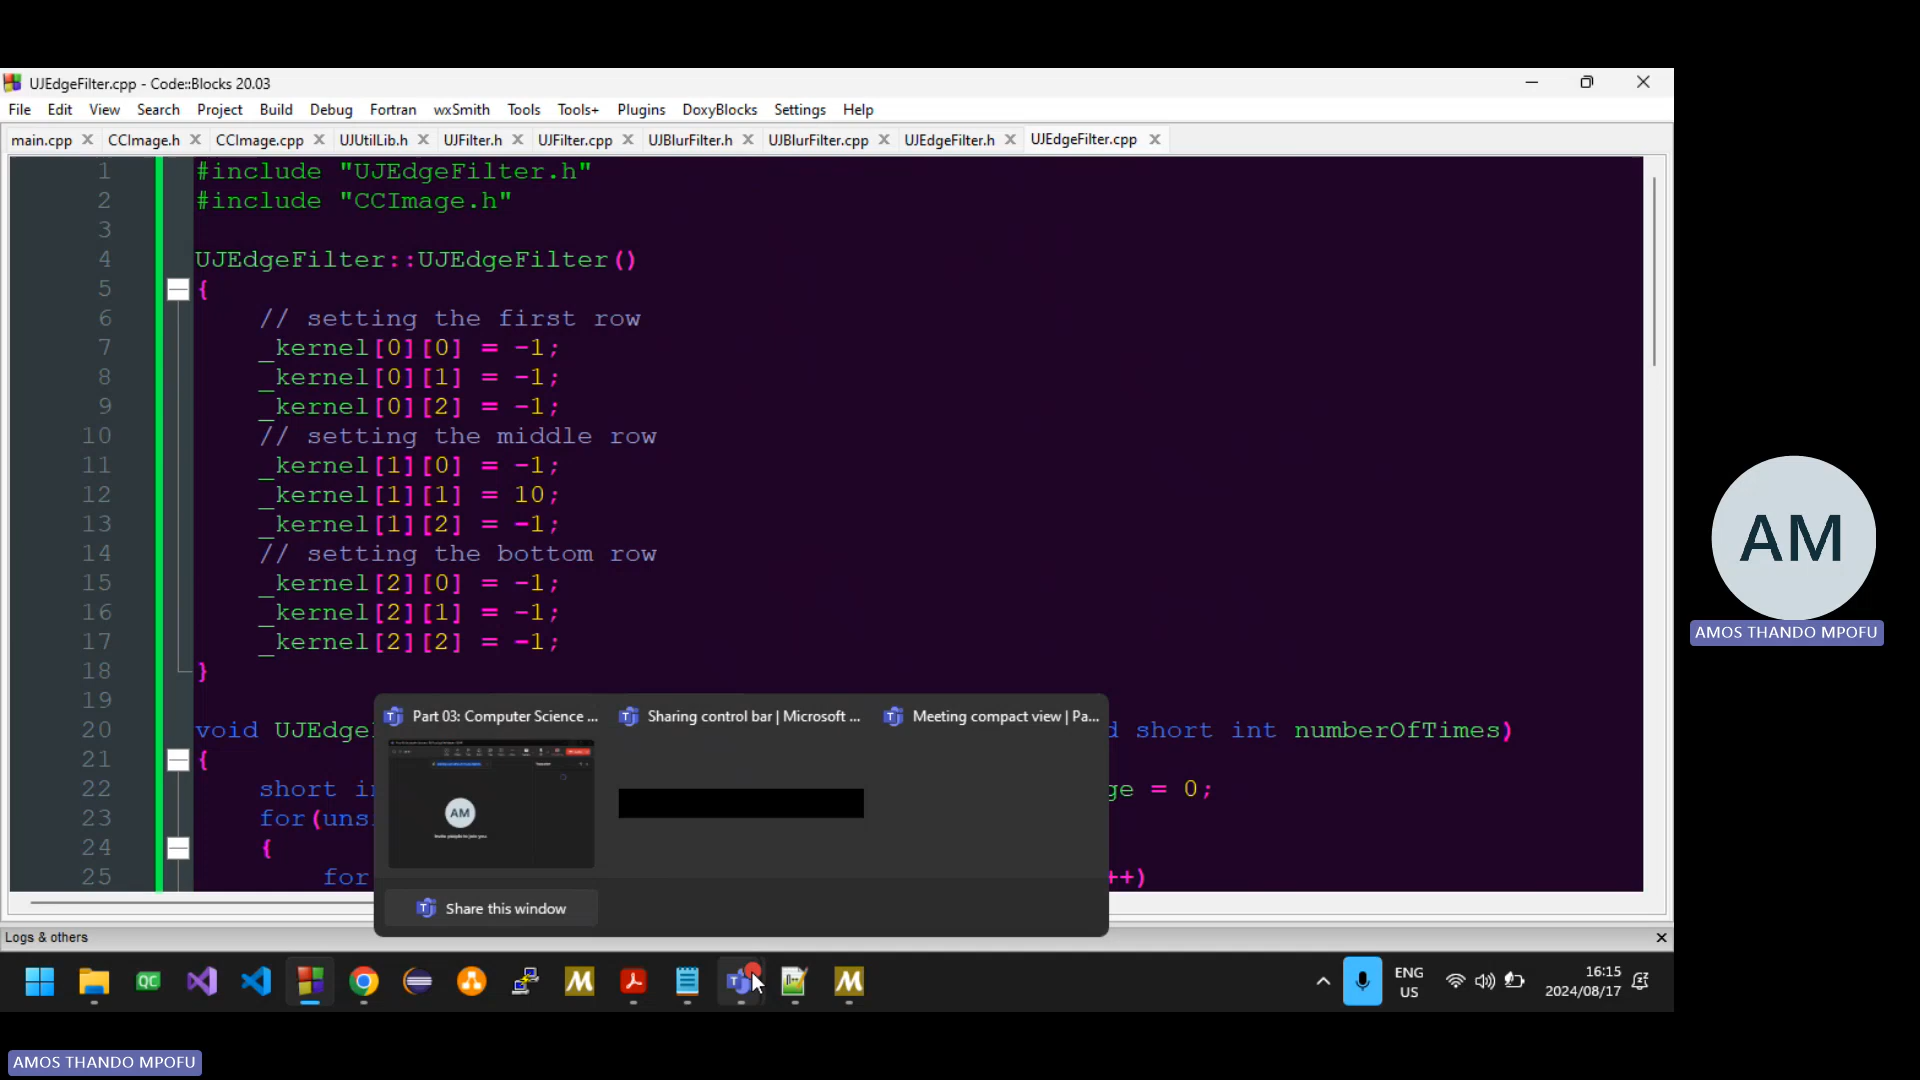 UJEdgeFilter.cpp - Code::Blocks 20.03
File Edit View Search Project Build Debug Fortran wxSmith Tools Tools+ Plugins DoxyBlocks Settings Help
main.cpp CCImage.h CCImage.cpp UJUtilLib.h UJFilter.h UJFilter.cpp UJBlurFilter.h UJBlurFilter.cpp UJEdgeFilter.h UJEdgeFilter.cpp
1 #include "UJEdgeFilter.h"
2 #include "CCImage.h"
3
4 UJEdgeFilter::UJEdgeFilter()
5 {
6 // setting the first row
7 _kernel[0][0] = -1;
8 _kernel[0][1] = -1;
9 _kernel[0][2] = -1;
10 // setting the middle row
11 _kernel[1][0] = -1;
12 _kernel[1][1] = 10;
13 _kernel[1][2] = -1;
14 // setting the bottom row
15 _kernel[2][0] = -1;
16 _kernel[2][1] = -1;
17 _kernel[2][2] = -1;
18 }
19
20 void UJEdge d short int numberOfTimes)
21 {
22 short in ge = 0;
23 for(uns
24 {
25 for ++)
Part 03: Computer Science ... Sharing control bar | Microsoft ... Meeting compact view | Pa...
AM
Share this window
Logs & others
ENG
US
16:15
2024/08/17
AM
AMOS THANDO MPOFU
AMOS THANDO MPOFU